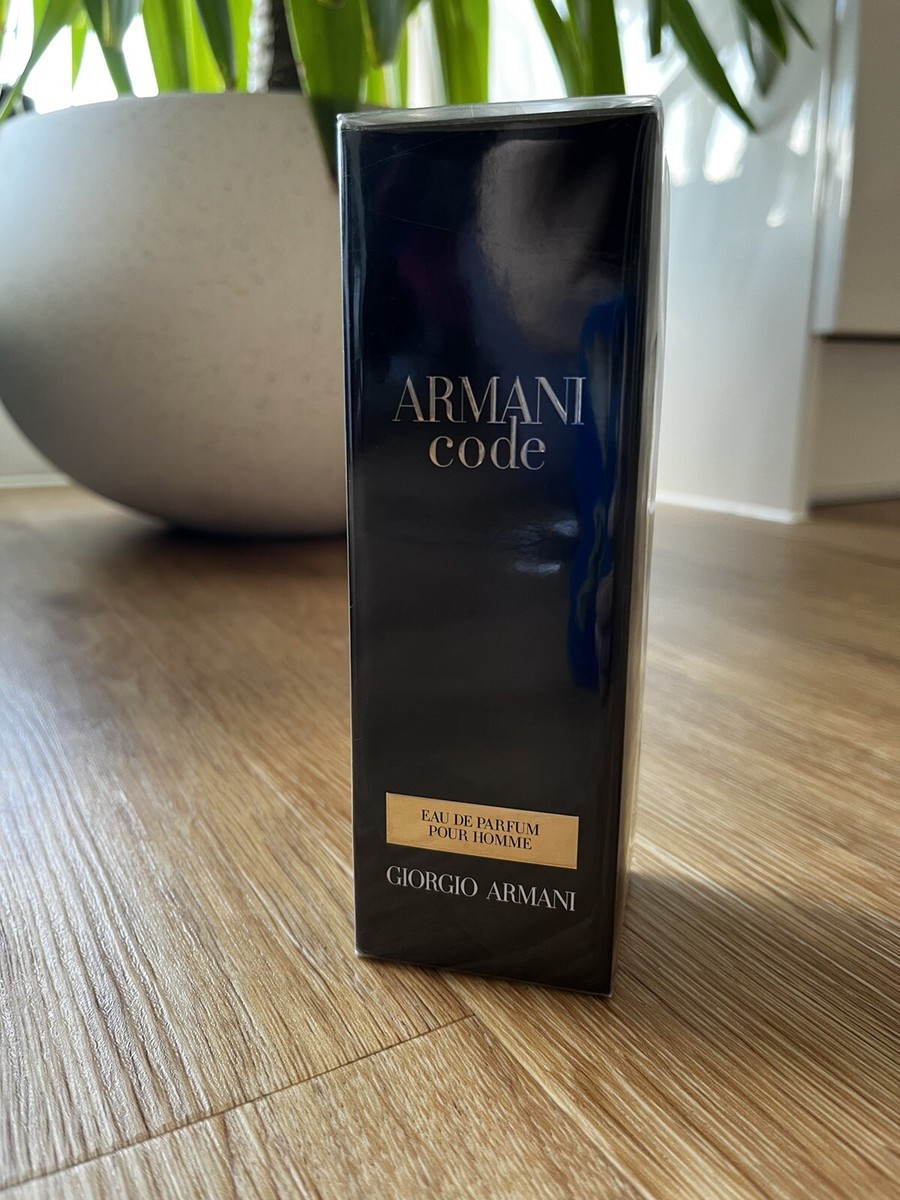 ARMANI
code
EAU DE PARFUM
POUR HOMME
GIORGIO ARMANI